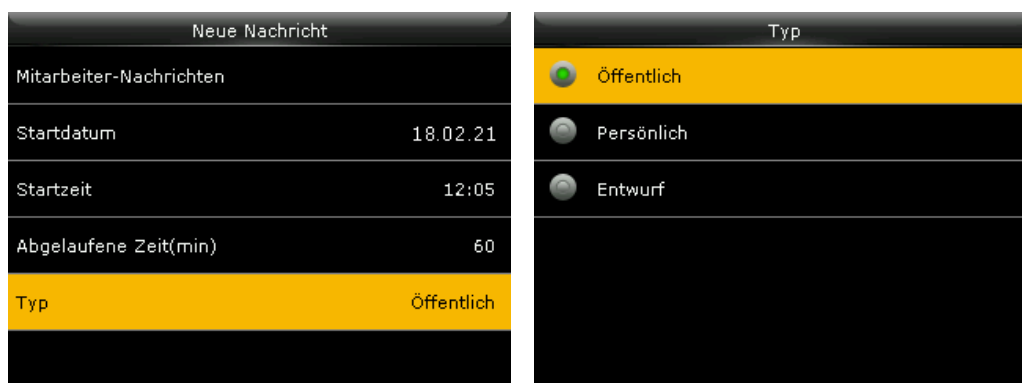 Neue Nachricht
Mitarbeiter-Nachrichten
Startdatum 18.02.21
Startzeit 12:05
Abgelaufene Zeit(min) 60
Typ Öffentlich
Typ
Öffentlich
Persönlich
Entwurf